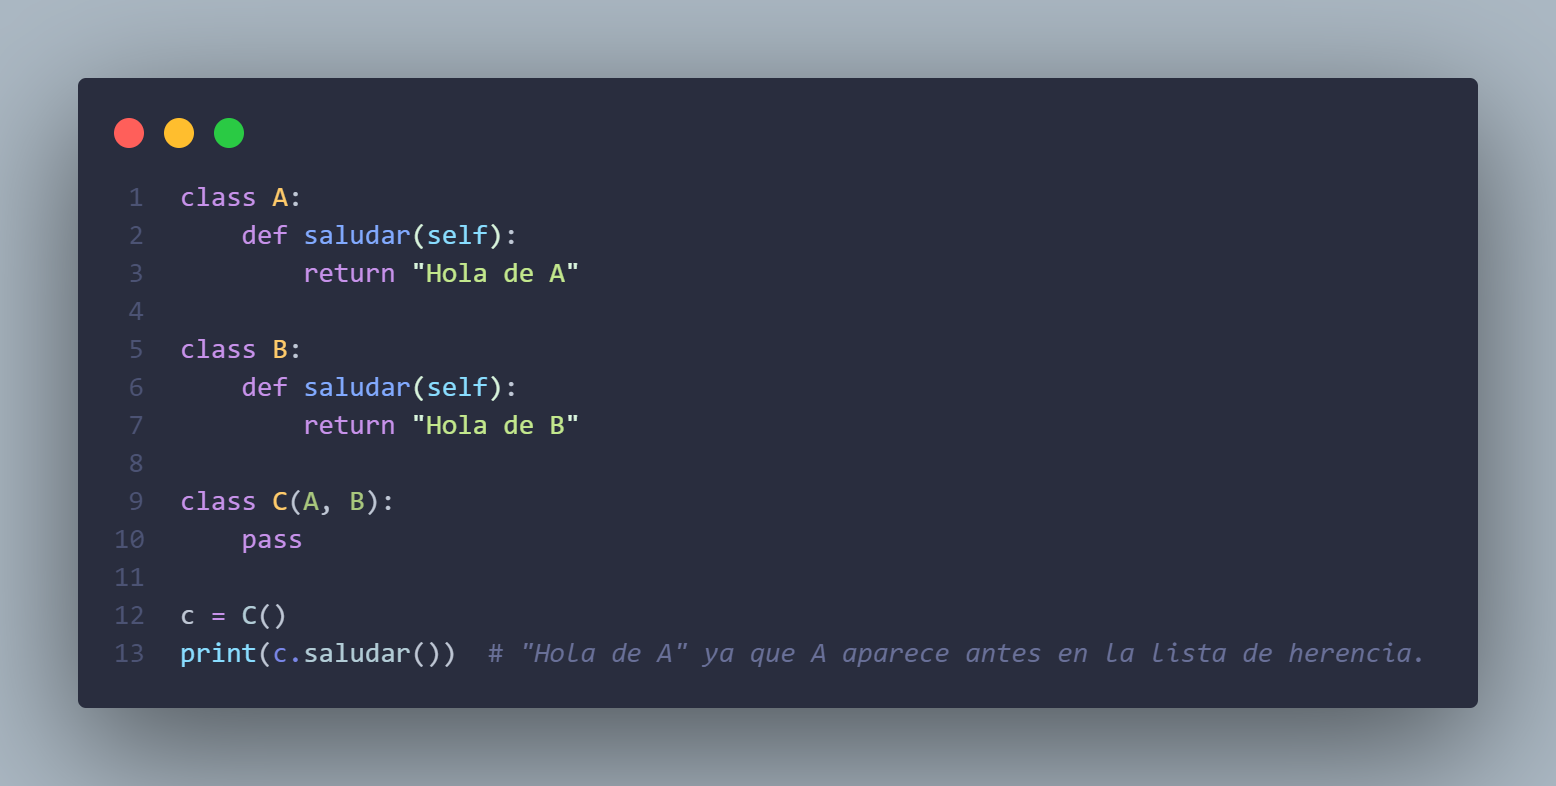 1 class A:
2     def saludar(self):
3         return "Hola de A"
4
5 class B:
6     def saludar(self):
7         return "Hola de B"
8
9 class C(A, B):
10     pass
11
12 c = C()
13 print(c.saludar())  # "Hola de A" ya que A aparece antes en la lista de herencia.